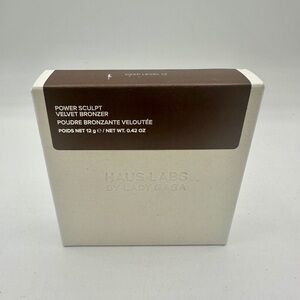 POWER SCULPT
VELVET BRONZER
POUDRE BRONZANTE VELOUTÉE
POIDS NET 12 g ℮ / NET WT. 0.42 OZ
HAUS LABS
BY LADY GAGA